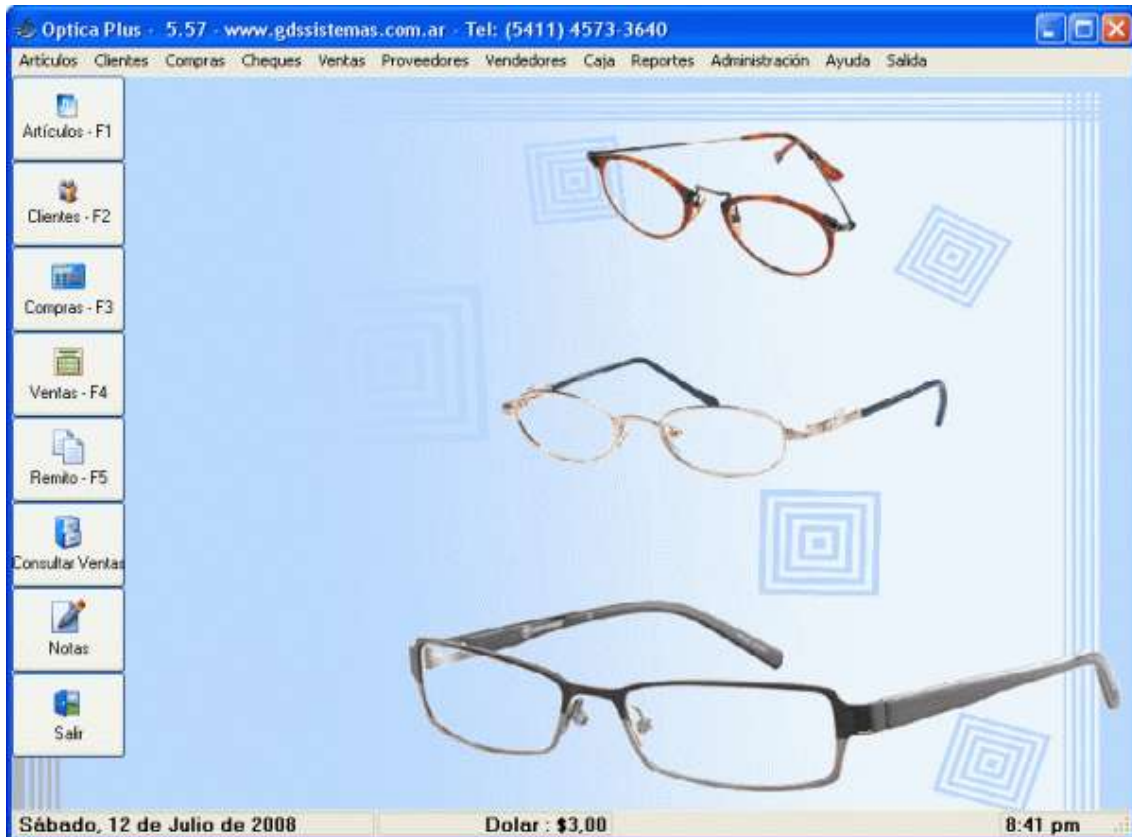 Optica Plus - 5.57 - www.gdssistemas.com.ar - Tel: (5411) 4573-3640
Artículos Clientes Compras Cheques Ventas Proveedores Vendedores Caja Reportes Administración Ayuda Salida
Artículos - F1
Clientes - F2
Compras - F3
Ventas - F4
Remito - F5
Consultar Ventas
Notas
Salir
Sábado, 12 de Julio de 2008 Dolar : $3,00 8:41 pm